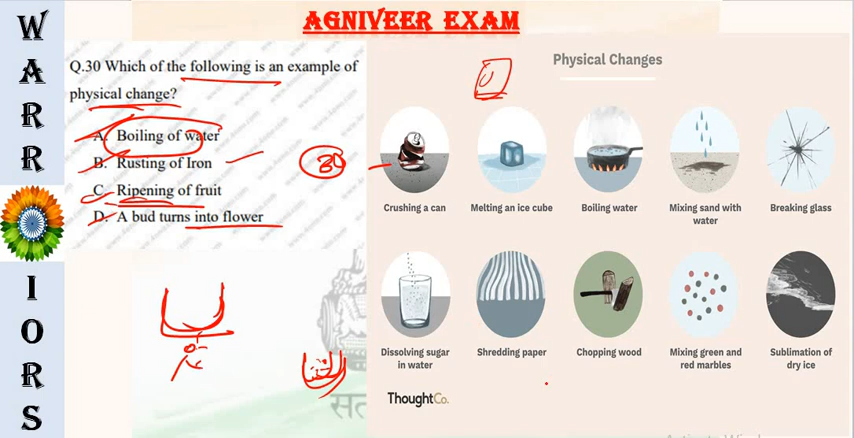 AGNIVEER EXAM
WARR
IORS
Q.30 Which of the following is an example of
physical change?
A. Boiling of water
B. Rusting of Iron
C. Ripening of fruit
D. A bud turns into flower
30
Physical Changes
Crushing a can
Melting an ice cube
Boiling water
Mixing sand with
water
Breaking glass
Dissolving sugar
in water
Shredding paper
Chopping wood
Mixing green and
red marbles
Sublimation of
dry ice
ThoughtCo.